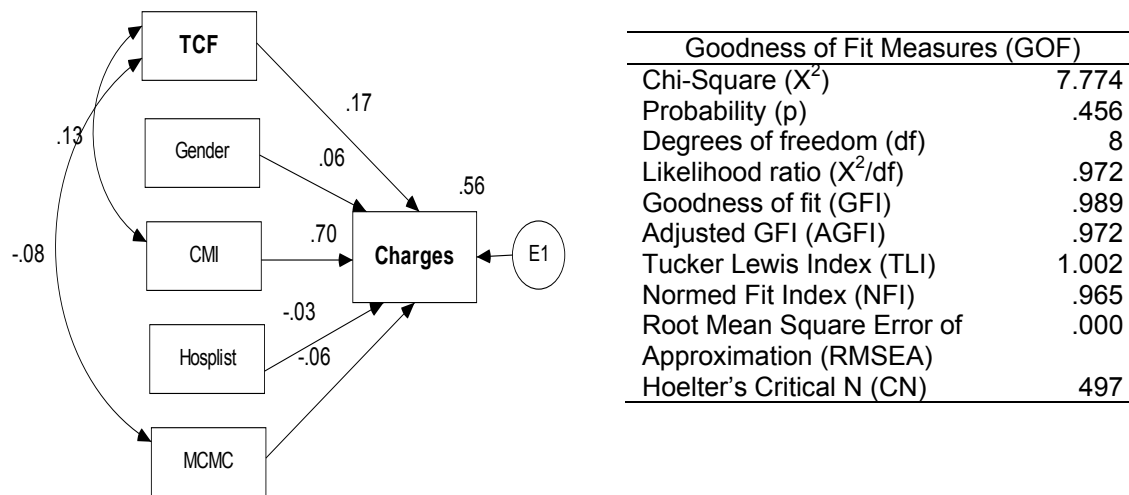 TCF
.17
.13
Gender
.06
.56
CMI
.70
Charges
E1
-.08
-.03
Hosplist
-.06
MCMC
Goodness of Fit Measures (GOF)
Chi-Square (X²) 7.774
Probability (p) .456
Degrees of freedom (df) 8
Likelihood ratio (X²/df) .972
Goodness of fit (GFI) .989
Adjusted GFI (AGFI) .972
Tucker Lewis Index (TLI) 1.002
Normed Fit Index (NFI) .965
Root Mean Square Error of .000
Approximation (RMSEA)
Hoelter's Critical N (CN) 497